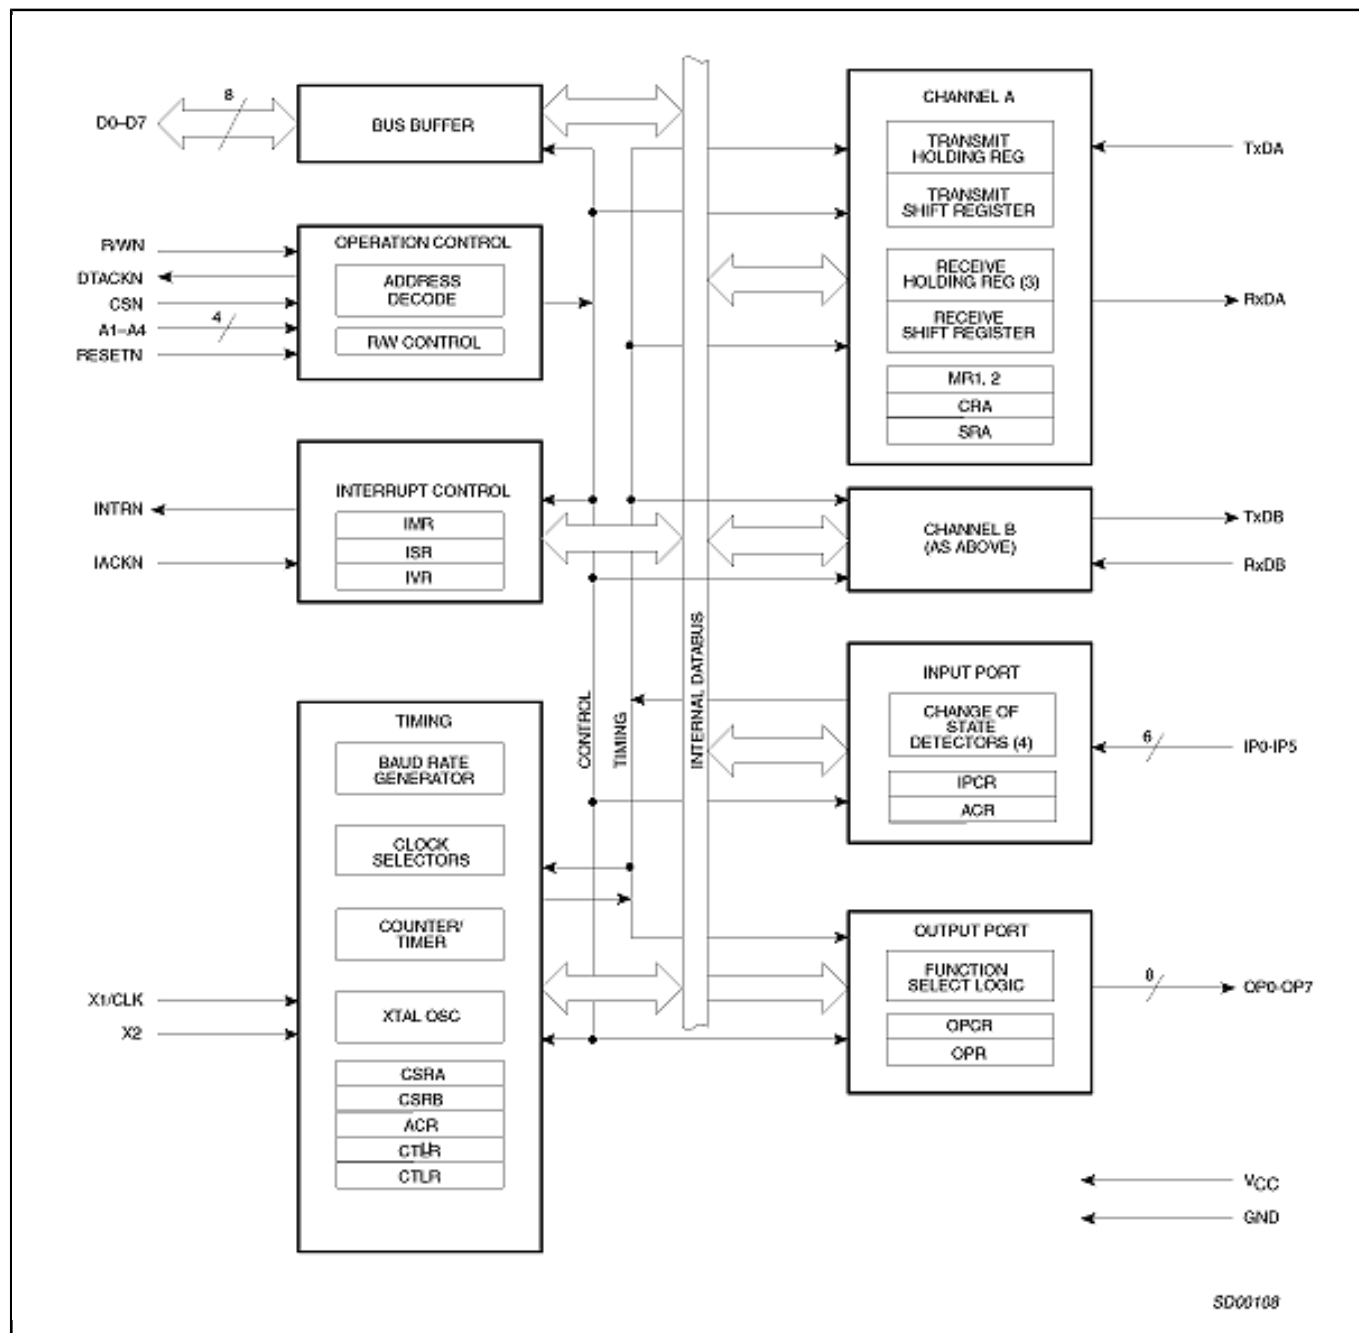 D0–D7
8
BUS BUFFER
R/WN
DTACKN
CSN
A1–A4
4
RESETN
OPERATION CONTROL
ADDRESS
DECODE
R/W CONTROL
INTRN
IACKN
INTERRUPT CONTROL
IMR
ISR
IVR
TIMING
BAUD RATE
GENERATOR
CLOCK
SELECTORS
COUNTER/
TIMER
X1/CLK
X2
XTAL OSC
CSRA
CSRB
ACR
CTLR
CONTROL
TIMING
INTERNAL DATABUS
CHANNEL A
TRANSMIT
HOLDING REG
TRANSMIT
SHIFT REGISTER
RECEIVE
HOLDING REG (3)
RECEIVE
SHIFT REGISTER
MR1, 2
CRA
SRA
TxDA
RxDA
CHANNEL B
(AS ABOVE)
TxDB
RxDB
INPUT PORT
CHANGE OF
STATE
DETECTORS (4)
IPCR
ACR
6
IP0-IP5
OUTPUT PORT
FUNCTION
SELECT LOGIC
OPCR
OPR
8
OP0-OP7
VCC
GND
SD00108